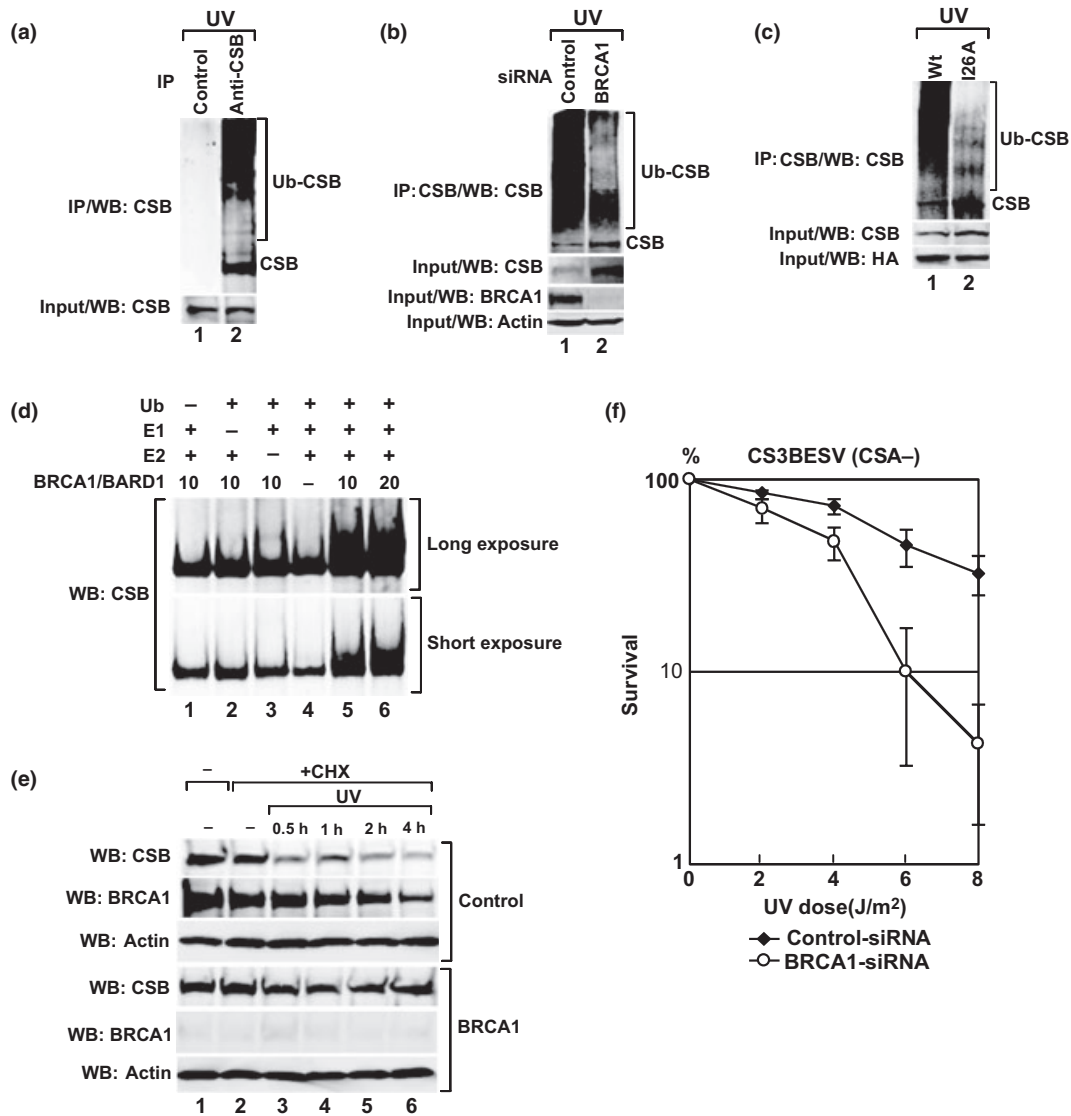 (a)
UV
IP
Control
Anti-CSB
IP/WB: CSB
Ub-CSB
CSB
Input/WB: CSB
1 2
(b)
UV
siRNA
Control
BRCA1
IP:CSB/WB: CSB
Ub-CSB
CSB
Input/WB: CSB
Input/WB: BRCA1
Input/WB: Actin
1 2
(c)
UV
Wt
I26A
IP:CSB/WB: CSB
Ub-CSB
CSB
Input/WB: CSB
Input/WB: HA
1 2
(d)
Ub – + + + + +
E1 + – + + + +
E2 + + – + + +
BRCA1/BARD1 10 10 10 – 10 20
WB: CSB
Long exposure
Short exposure
1 2 3 4 5 6
(e)
– +CHX
UV
– – 0.5 h 1 h 2 h 4 h
WB: CSB
WB: BRCA1
WB: Actin
Control
WB: CSB
WB: BRCA1
WB: Actin
BRCA1
1 2 3 4 5 6
(f)
% CS3BESV (CSA–)
100
10
1
Survival
0 2 4 6 8
UV dose(J/m²)
Control-siRNA
BRCA1-siRNA